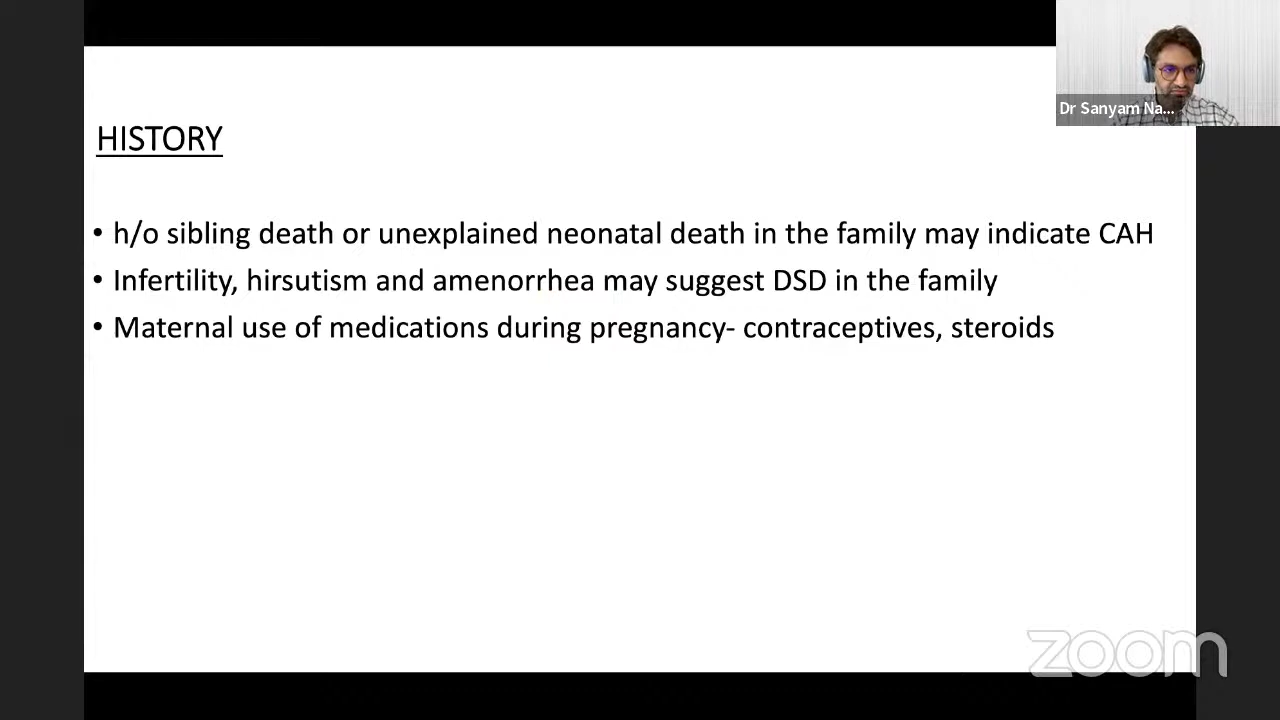 Dr Sanyam Na...
HISTORY
• h/o sibling death or unexplained neonatal death in the family may indicate CAH
• Infertility, hirsutism and amenorrhea may suggest DSD in the family
• Maternal use of medications during pregnancy- contraceptives, steroids
zoom